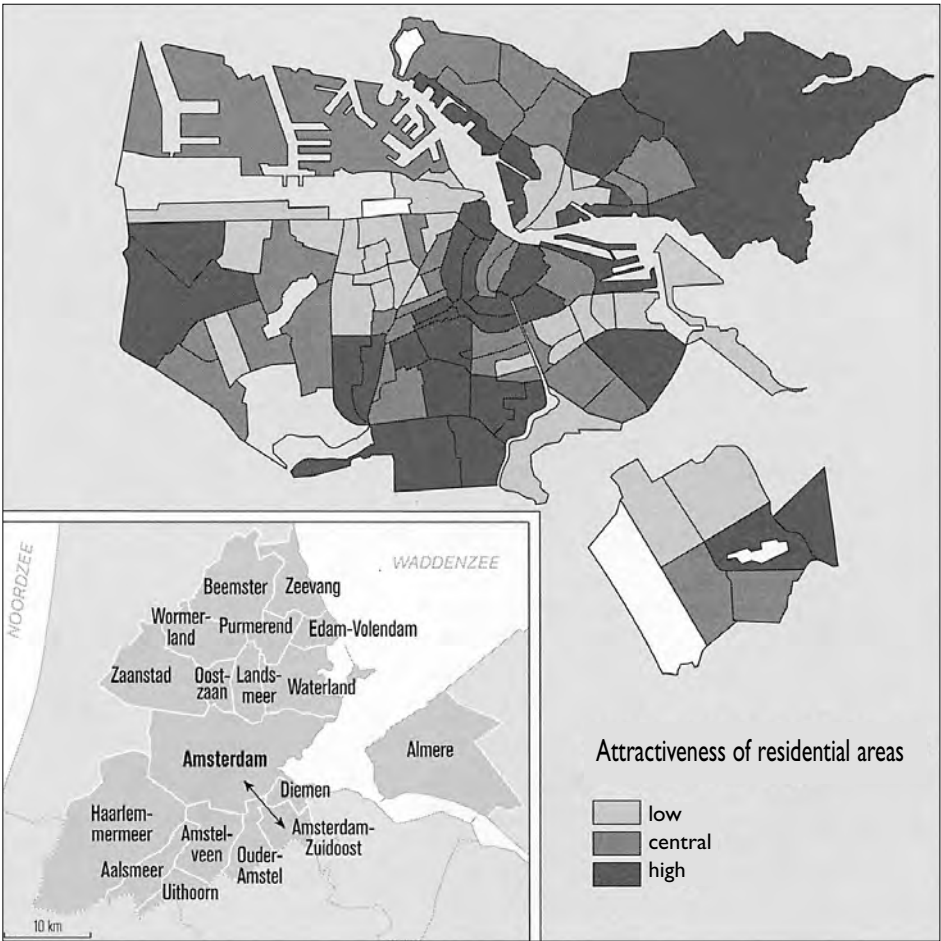 NOORDZEE
WADDENZEE
Beemster
Zeevang
Wormer-
land
Purmerend
Edam-Volendam
Zaanstad
Oost-
zaan
Lands-
meer
Waterland
Amsterdam
Almere
Diemen
Haarlem-
mermeer
Amstel-
veen
Amsterdam-
Zuidoost
Ouder-
Amstel
Aalsmeer
Uithoorn
10 km
Attractiveness of residential areas
low
central
high